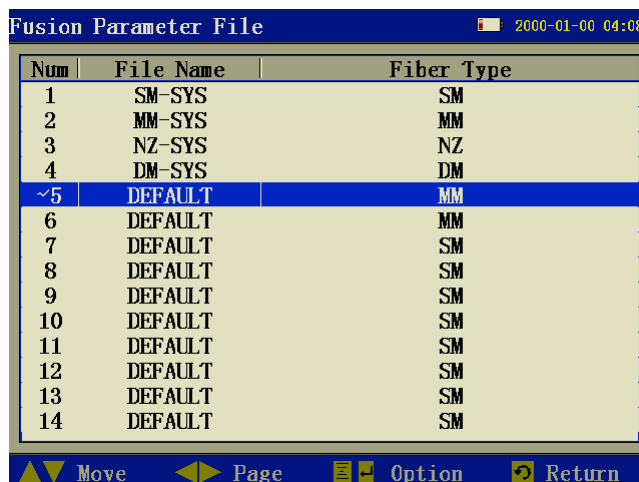 Fusion Parameter File 2000-01-00 04:08
Num File Name Fiber Type
1 SM-SYS SM
2 MM-SYS MM
3 NZ-SYS NZ
4 DM-SYS DM
~5 DEFAULT MM
6 DEFAULT MM
7 DEFAULT SM
8 DEFAULT SM
9 DEFAULT SM
10 DEFAULT SM
11 DEFAULT SM
12 DEFAULT SM
13 DEFAULT SM
14 DEFAULT SM
Move Page Option Return